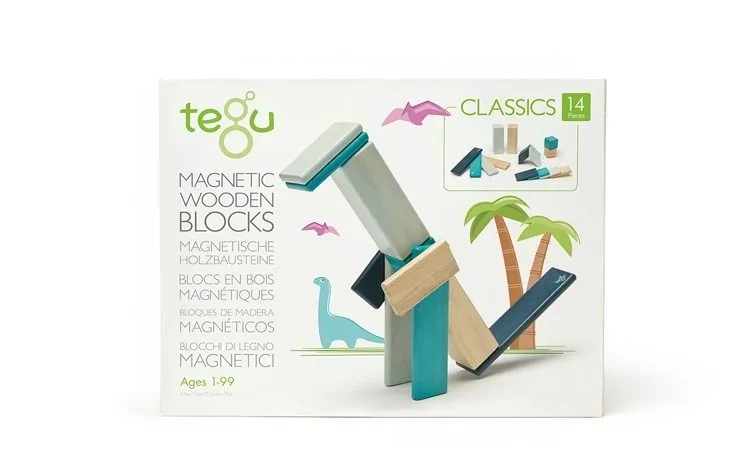 tegu
MAGNETIC
WOODEN
BLOCKS
MAGNETISCHE
HOLZBAUSTEINE
BLOCS EN BOIS
MAGNÉTIQUES
BLOQUES DE MADERA
MAGNÉTICOS
BLOCCHI DI LEGNO
MAGNETICI
Ages 1-99
CLASSICS
14
Pieces
tegu